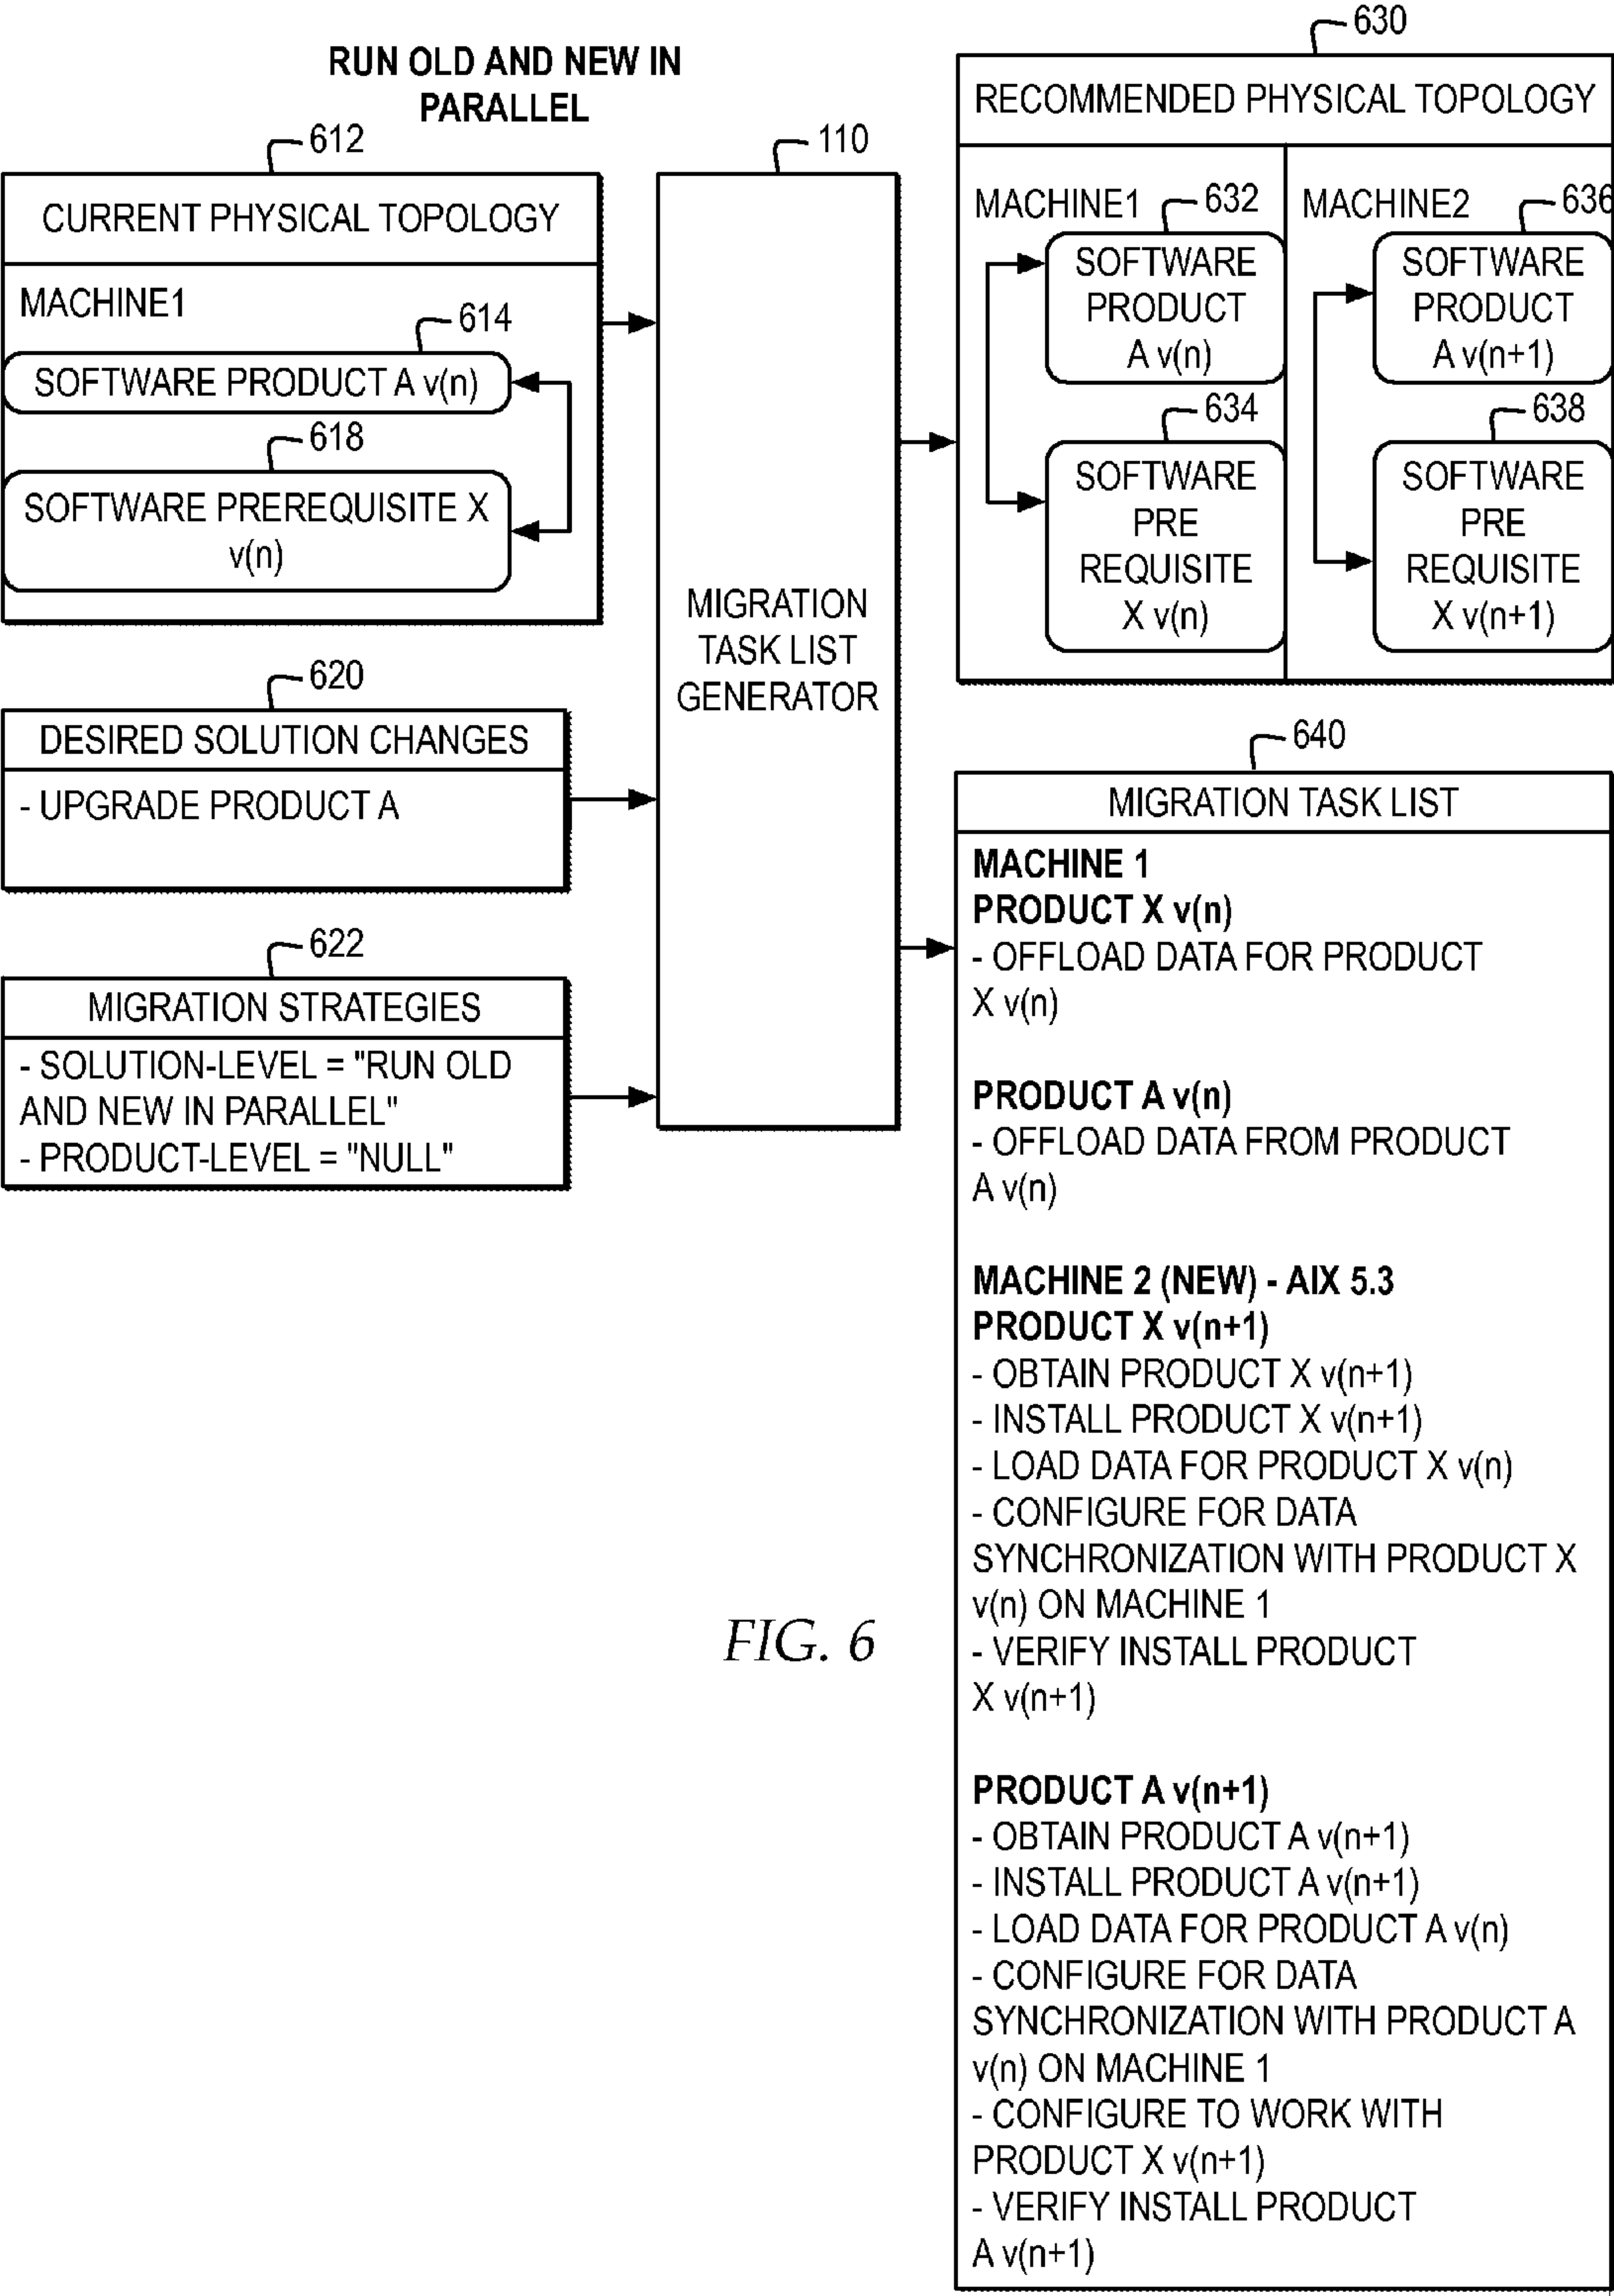 RUN OLD AND NEW IN
PARALLEL
612
CURRENT PHYSICAL TOPOLOGY
MACHINE1
614
SOFTWARE PRODUCT A v(n)
618
SOFTWARE PREREQUISITE X
v(n)
620
DESIRED SOLUTION CHANGES
- UPGRADE PRODUCT A
622
MIGRATION STRATEGIES
- SOLUTION-LEVEL = "RUN OLD
AND NEW IN PARALLEL"
- PRODUCT-LEVEL = "NULL"
110
MIGRATION
TASK LIST
GENERATOR
630
RECOMMENDED PHYSICAL TOPOLOGY
MACHINE1
632
SOFTWARE
PRODUCT
A v(n)
634
SOFTWARE
PRE
REQUISITE
X v(n)
MACHINE2
636
SOFTWARE
PRODUCT
A v(n+1)
638
SOFTWARE
PRE
REQUISITE
X v(n+1)
640
MIGRATION TASK LIST
MACHINE 1
PRODUCT X v(n)
- OFFLOAD DATA FOR PRODUCT
X v(n)
PRODUCT A v(n)
- OFFLOAD DATA FROM PRODUCT
A v(n)
MACHINE 2 (NEW) - AIX 5.3
PRODUCT X v(n+1)
- OBTAIN PRODUCT X v(n+1)
- INSTALL PRODUCT X v(n+1)
- LOAD DATA FOR PRODUCT X v(n)
- CONFIGURE FOR DATA
SYNCHRONIZATION WITH PRODUCT X
v(n) ON MACHINE 1
- VERIFY INSTALL PRODUCT
X v(n+1)
PRODUCT A v(n+1)
- OBTAIN PRODUCT A v(n+1)
- INSTALL PRODUCT A v(n+1)
- LOAD DATA FOR PRODUCT A v(n)
- CONFIGURE FOR DATA
SYNCHRONIZATION WITH PRODUCT A
v(n) ON MACHINE 1
- CONFIGURE TO WORK WITH
PRODUCT X v(n+1)
- VERIFY INSTALL PRODUCT
A v(n+1)
FIG. 6